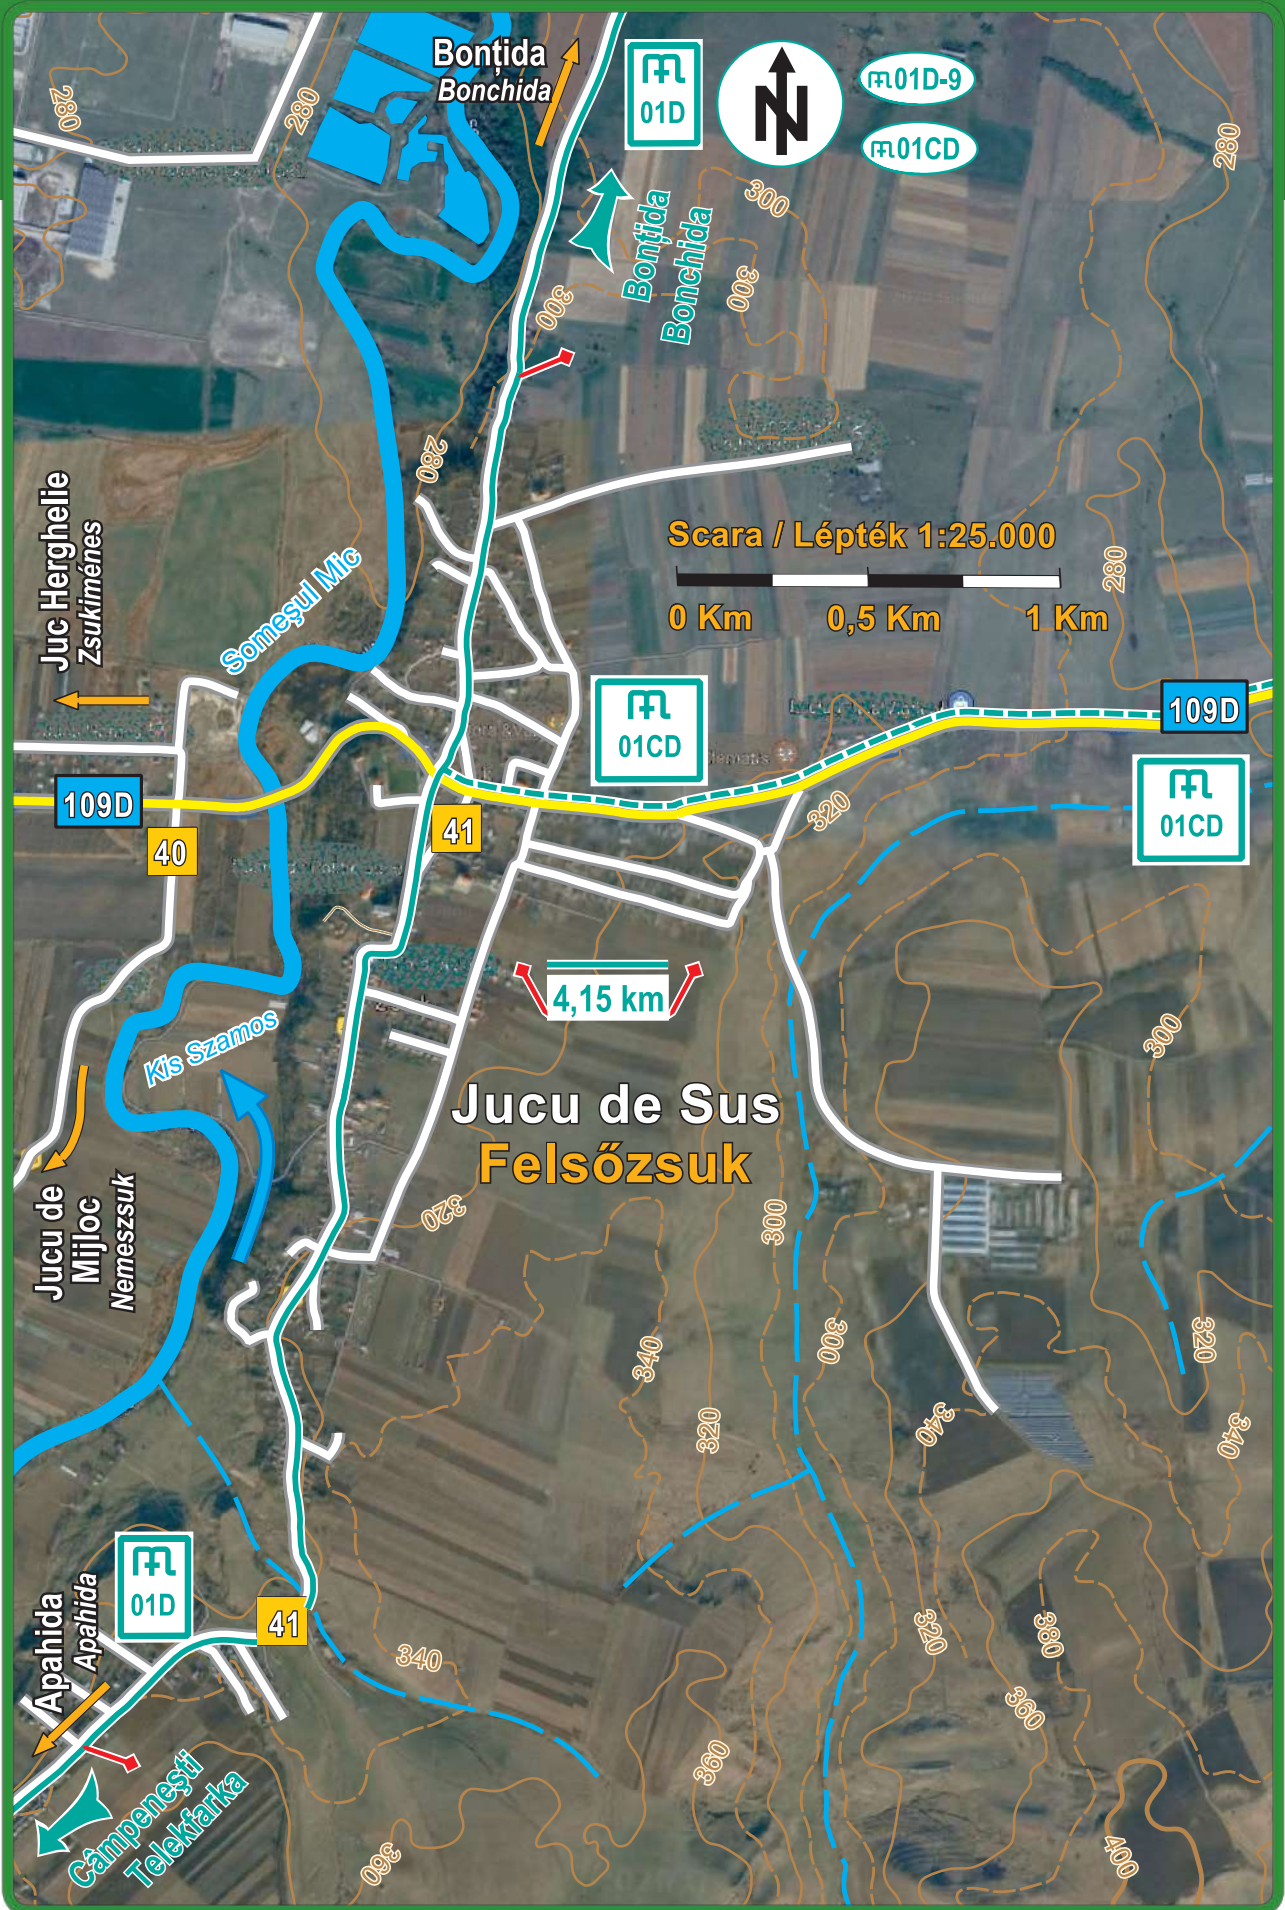 Bonțida
Bonchida
01D
N
01D-9
01CD
280
280
280
300
300
300
Bonțida
Bonchida
280
Juc Herghelie
Zsukiménes
Someșul Mic
Scara / Lépték 1:25.000
0 Km 0,5 Km 1 Km
280
01CD
109D
109D
01CD
40
41
320
4,15 km
Kis Szamos
300
Jucu de Sus
Felsőzsuk
Jucu de
Mijloc
Nemeszsuk
320
300
300
320
340
320
340
340
01D
41
Apahida
Apahida
340
320
380
360
360
Câmpenești
Telekfarka
360
400